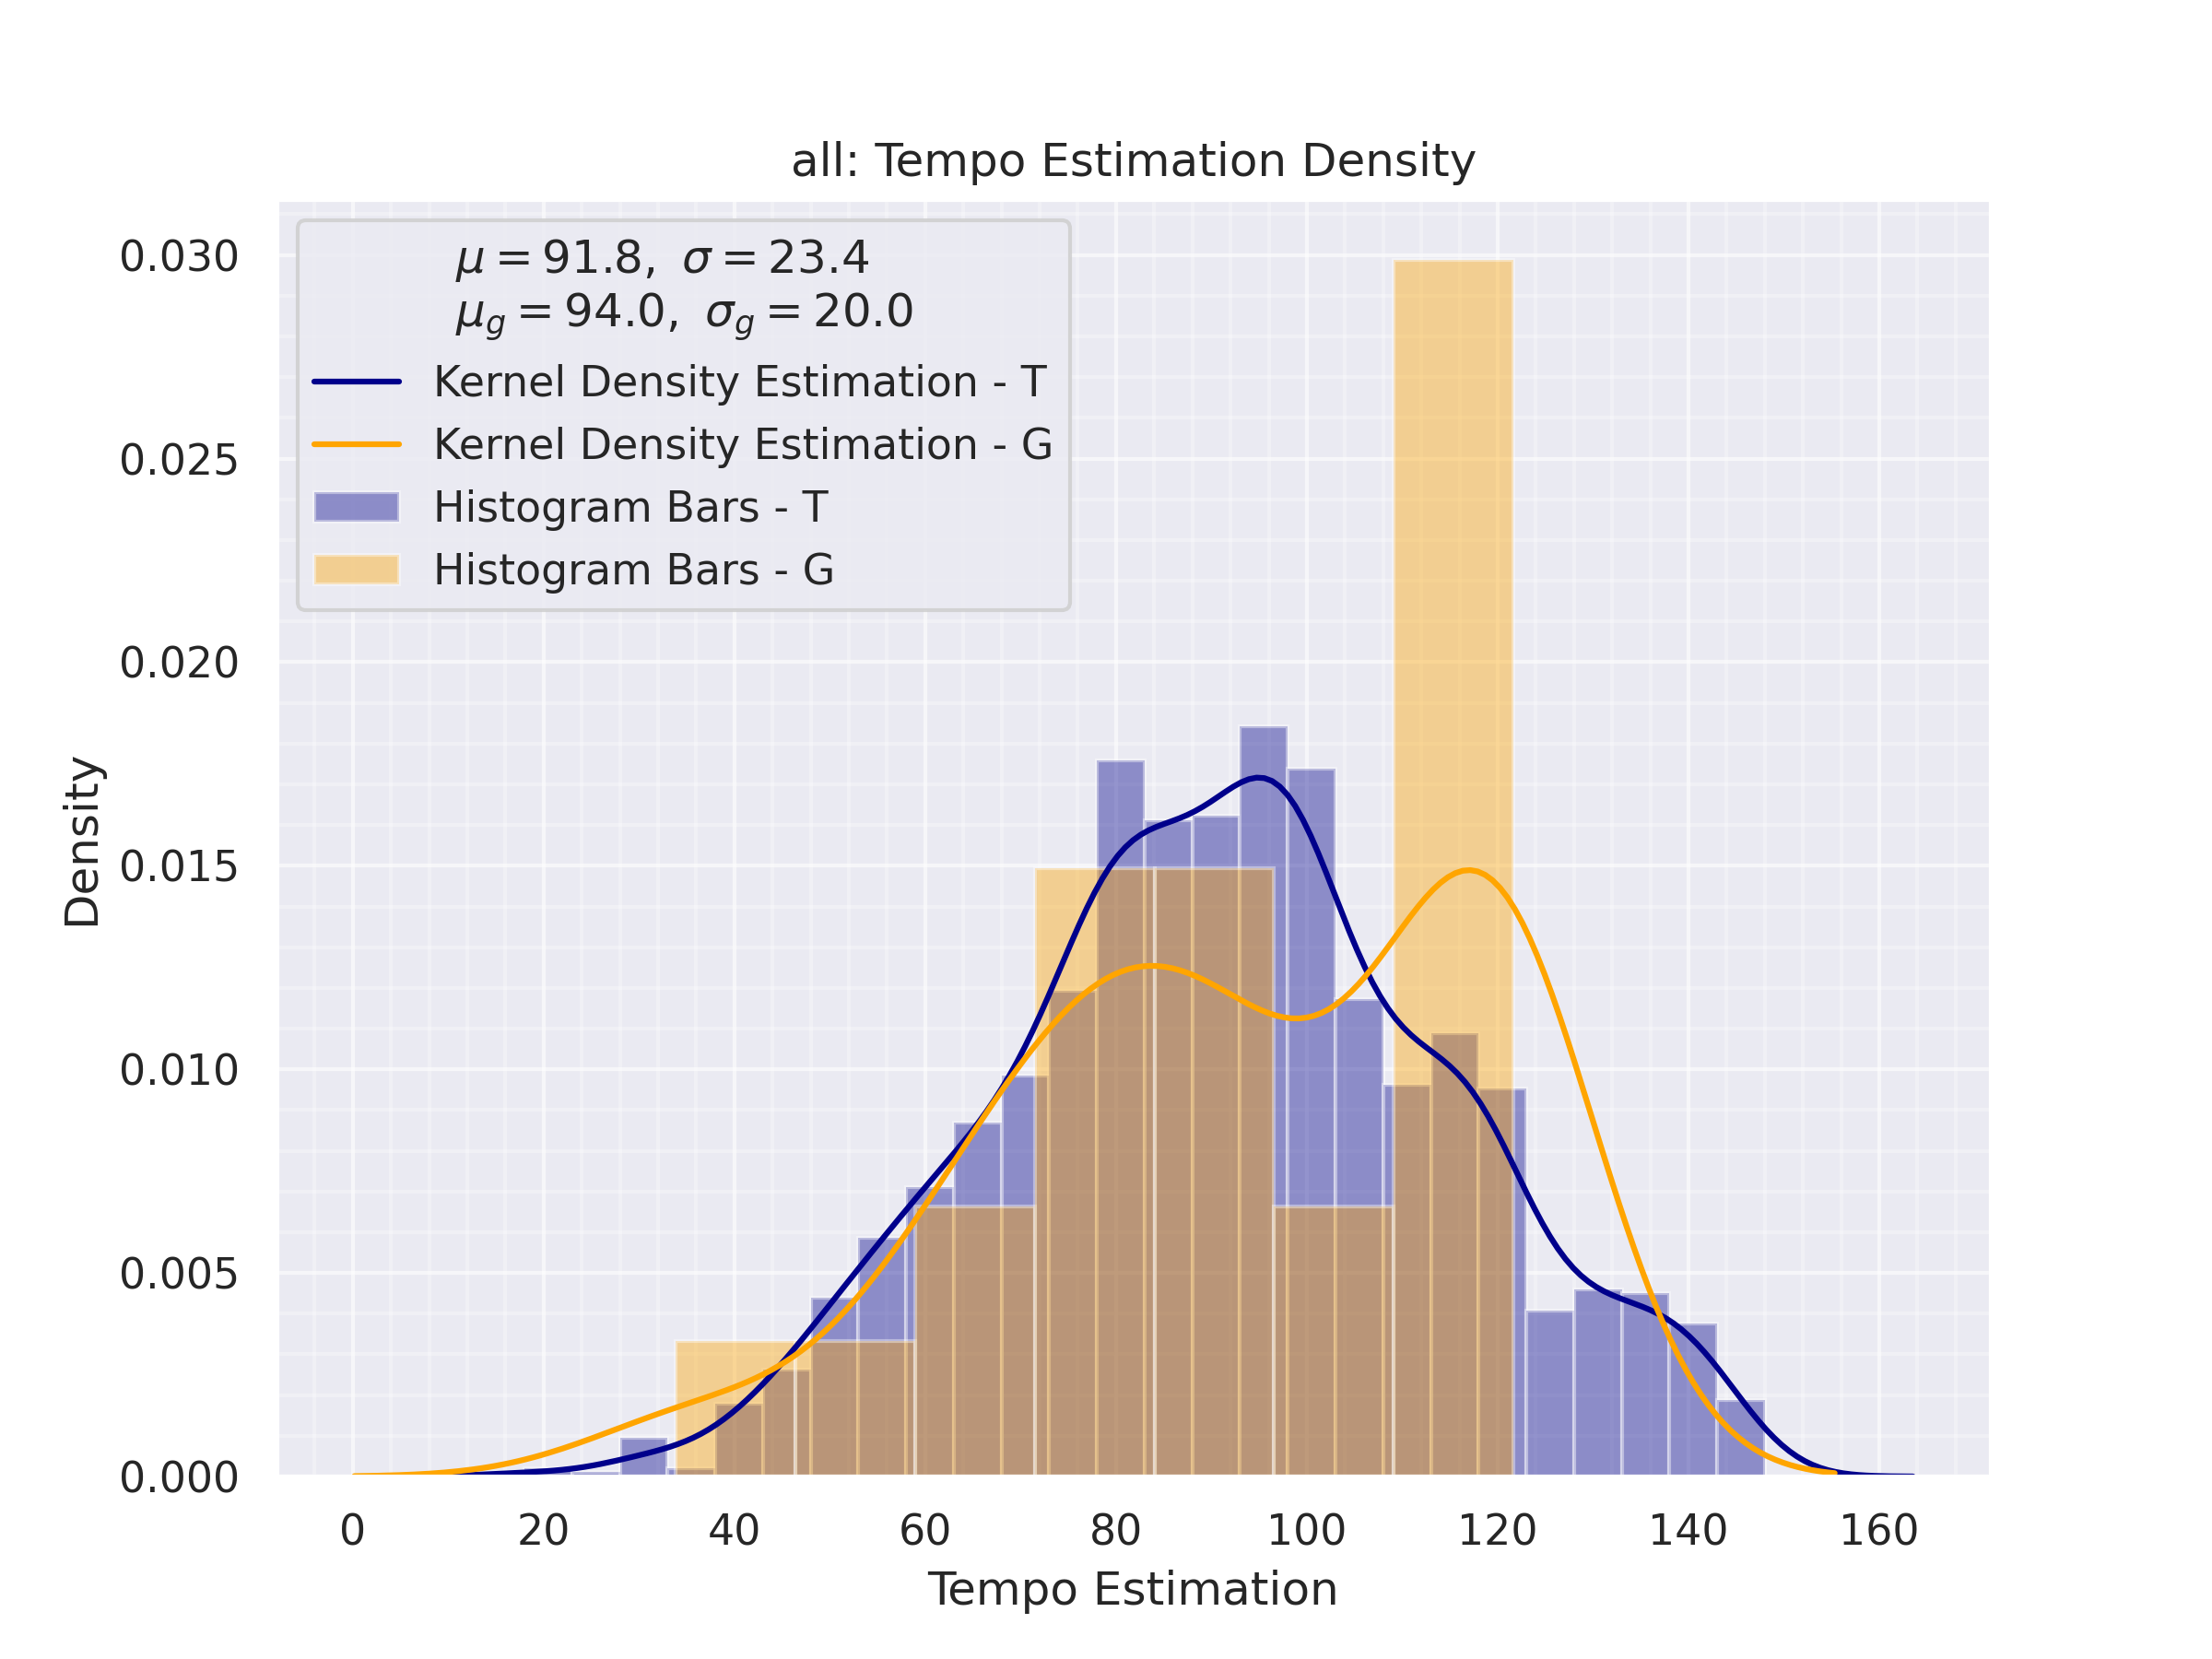 all: Tempo Estimation Density
μ = 91.8, σ = 23.4
μg = 94.0, σg = 20.0
Kernel Density Estimation - T
Kernel Density Estimation - G
Histogram Bars - T
Histogram Bars - G
0.030
0.025
0.020
0.015
0.010
0.005
0.000
Density
0 20 40 60 80 100 120 140 160
Tempo Estimation